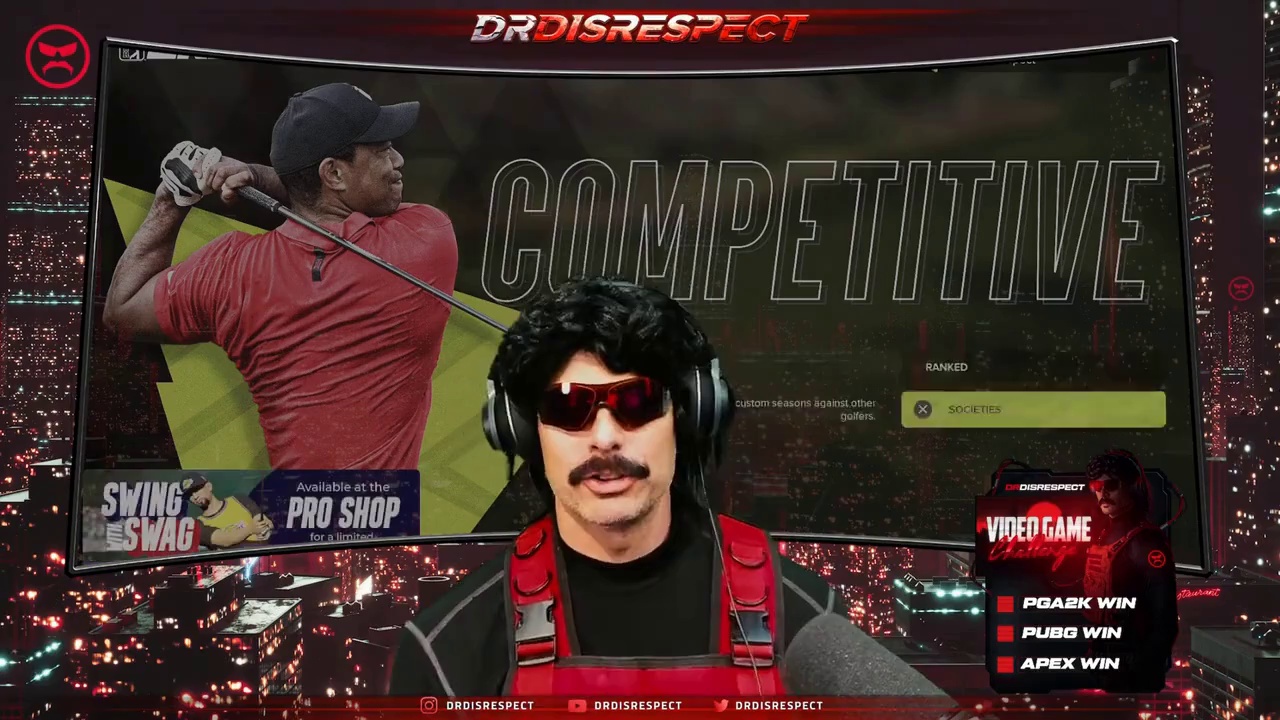 DRDISRESPECT
COMPETITIVE
RANKED
custom seasons against other
golfers.
SOCIETIES
SWING
WITH
SWAG
Available at the
PRO SHOP
for a limited
DRDISRESPECT
VIDEO GAME
Challenge
PGA2K WIN
PUBG WIN
APEX WIN
DRDISRESPECT
DRDISRESPECT
DRDISRESPECT